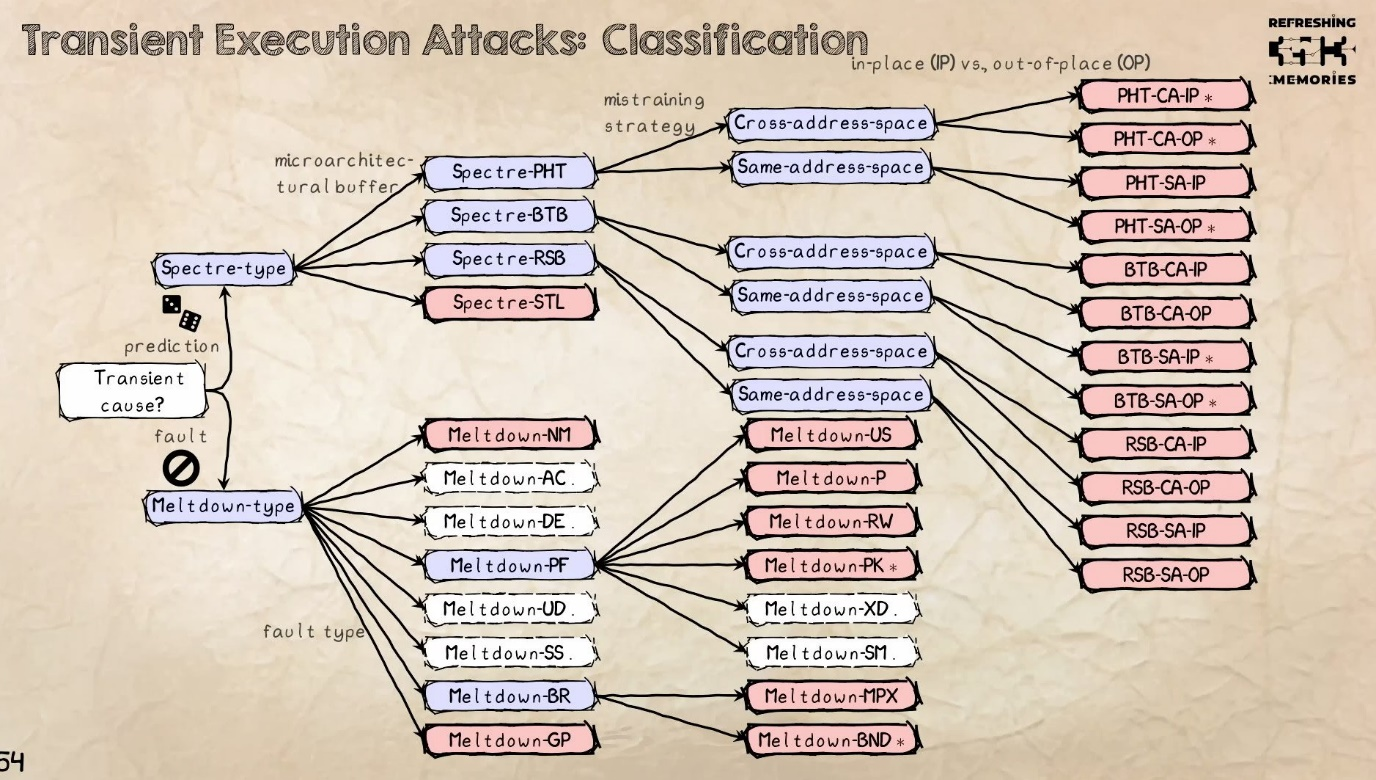 Transient Execution Attacks: Classification
REFRESHING
MEMORIES
in-place (IP) vs., out-of-place (OP)
mistraining
strategy
microarchitec-
tural buffer
prediction
Transient
cause?
fault
fault type
Spectre-type
Meltdown-type
Spectre-PHT
Spectre-BTB
Spectre-RSB
Spectre-STL
Meltdown-NM
Meltdown-AC .
Meltdown-DE .
Meltdown-PF
Meltdown-UD .
Meltdown-SS .
Meltdown-BR
Meltdown-GP
Cross-address-space
Same-address-space
Cross-address-space
Same-address-space
Cross-address-space
Same-address-space
Meltdown-US
Meltdown-P
Meltdown-RW
Meltdown-PK *
Meltdown-XD .
Meltdown-SM .
Meltdown-MPX
Meltdown-BND *
PHT-CA-IP *
PHT-CA-OP *
PHT-SA-IP
PHT-SA-OP *
BTB-CA-IP
BTB-CA-OP
BTB-SA-IP *
BTB-SA-OP *
RSB-CA-IP
RSB-CA-OP
RSB-SA-IP
RSB-SA-OP
54